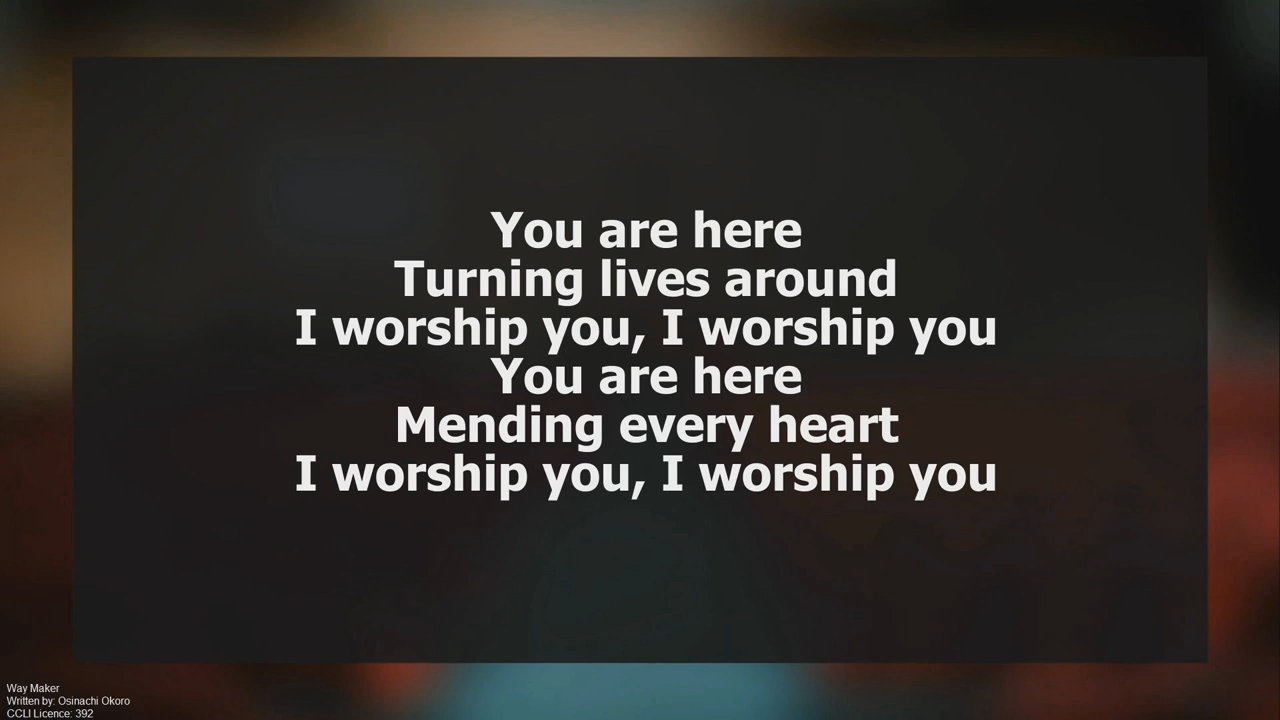 You are here
Turning lives around
I worship you, I worship you
You are here
Mending every heart
I worship you, I worship you
Way Maker
Written by: Osinachi Okoro
CCLI Licence: 392